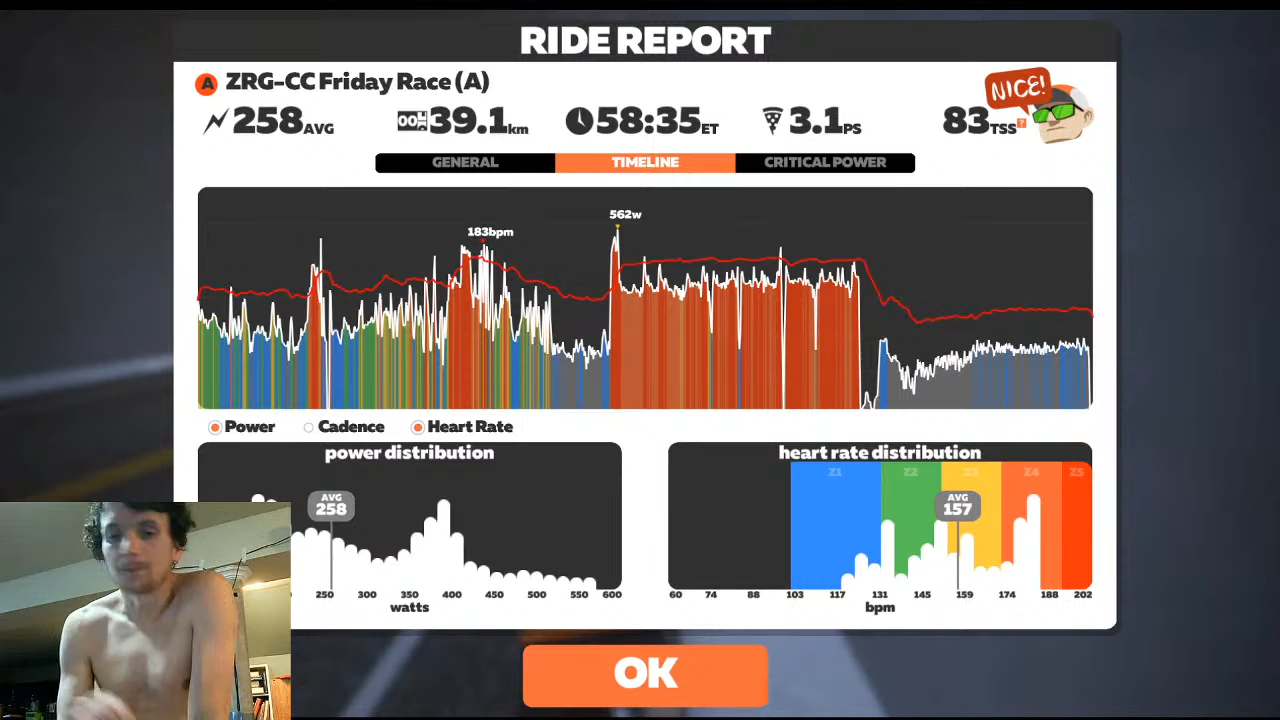 RIDE REPORT
A ZRG-CC Friday Race (A)
NICE!
258AVG 39.1km 58:35ET 3.1PS 83TSS?
GENERAL TIMELINE CRITICAL POWER
562w
183bpm
Power Cadence Heart Rate
power distribution heart rate distribution
Z1 Z2 Z3 Z4 Z5
AVG AVG
258 157
250 300 350 400 450 500 550 600 60 74 88 103 117 131 145 159 174 188 202
watts bpm
OK